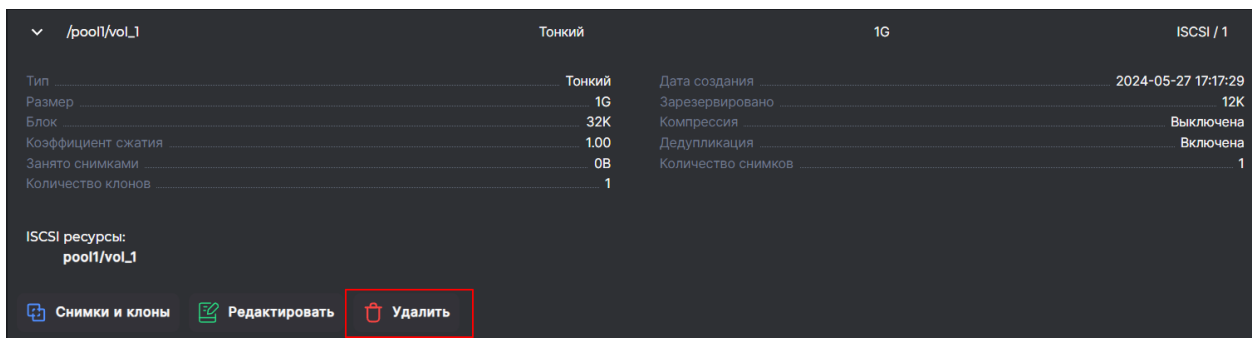 /pool1/vol_1 Тонкий 1G ISCSI / 1
Тип Тонкий Дата создания 2024-05-27 17:17:29
Размер 1G Зарезервировано 12K
Блок 32K Компрессия Выключена
Коэффициент сжатия 1.00 Дедупликация Включена
Занято снимками 0B Количество снимков 1
Количество клонов 1
ISCSI ресурсы:
pool1/vol_1
Снимки и клоны Редактировать Удалить